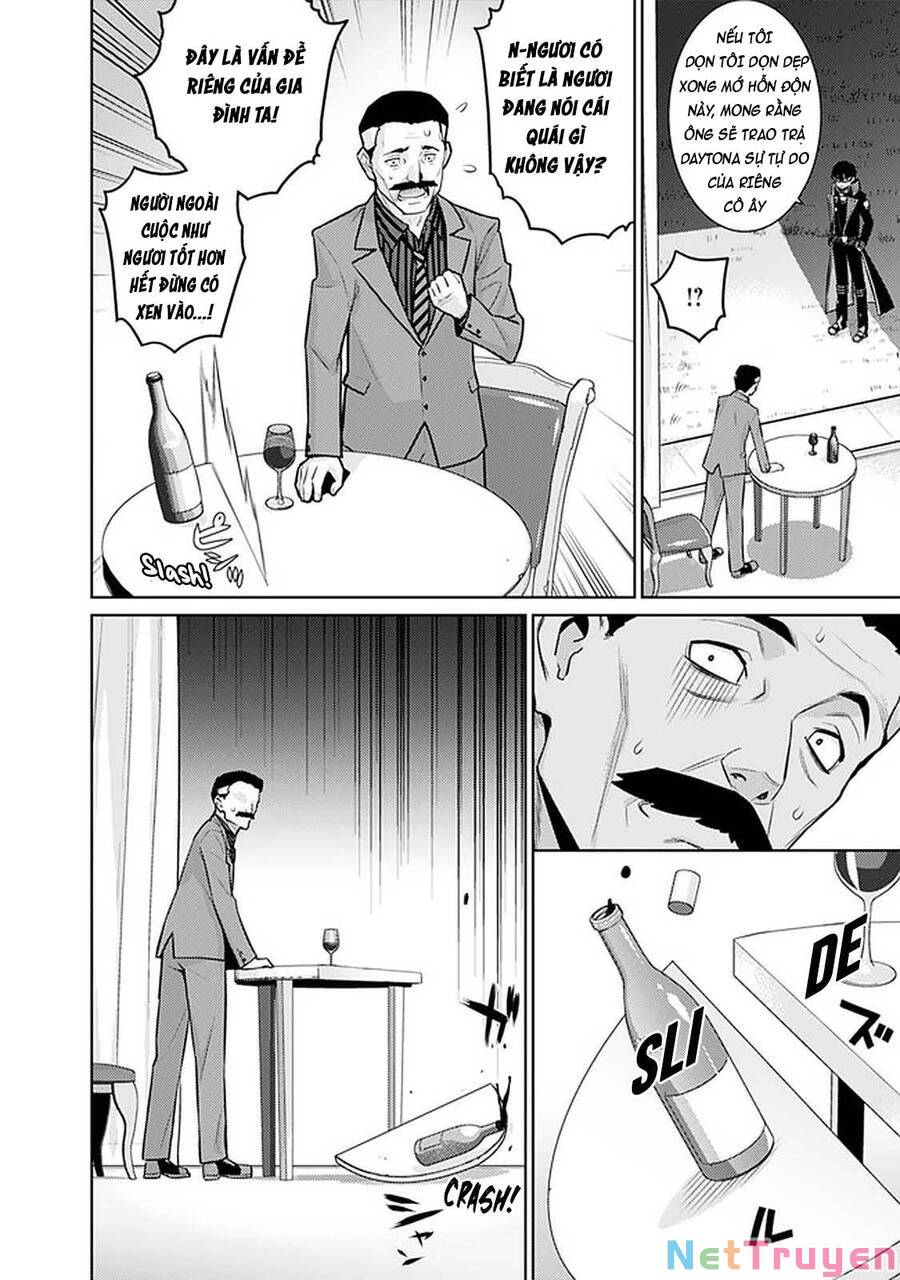 NẾU TÔI
DỌN TÔI DỌN DẸP
XONG MỚ HỖN ĐỘN
NÀY, MONG RẰNG
ÔNG SẼ TRAO TRẢ
DAYTONA SỰ TỰ DO
CỦA RIÊNG
CÔ ẤY
!?
N-NGƯƠI CÓ
BIẾT LÀ NGƯƠI
ĐANG NÓI CÁI
QUÁI GÌ
KHÔNG VẬY?
ĐÂY LÀ VẤN ĐỀ
RIÊNG CỦA GIA
ĐÌNH TA!
NGƯỜI NGOÀI
CUỘC NHƯ
NGƯƠI TỐT HƠN
HẾT ĐỪNG CÓ
XEN VÀO...!
Slash!
SLI
DE
ズ
ル
CRASH!
NetTruyen